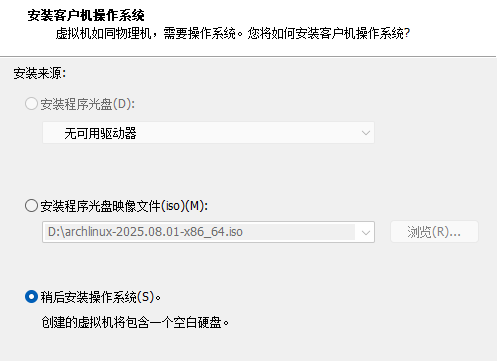 安装客户机操作系统
虚拟机如同物理机，需要操作系统。您将如何安装客户机操作系统?
安装来源:
安装程序光盘(D):
无可用驱动器
安装程序光盘映像文件(iso)(M):
D:\archlinux-2025.08.01-x86_64.iso
浏览(R)...
稍后安装操作系统(S)。
创建的虚拟机将包含一个空白硬盘。